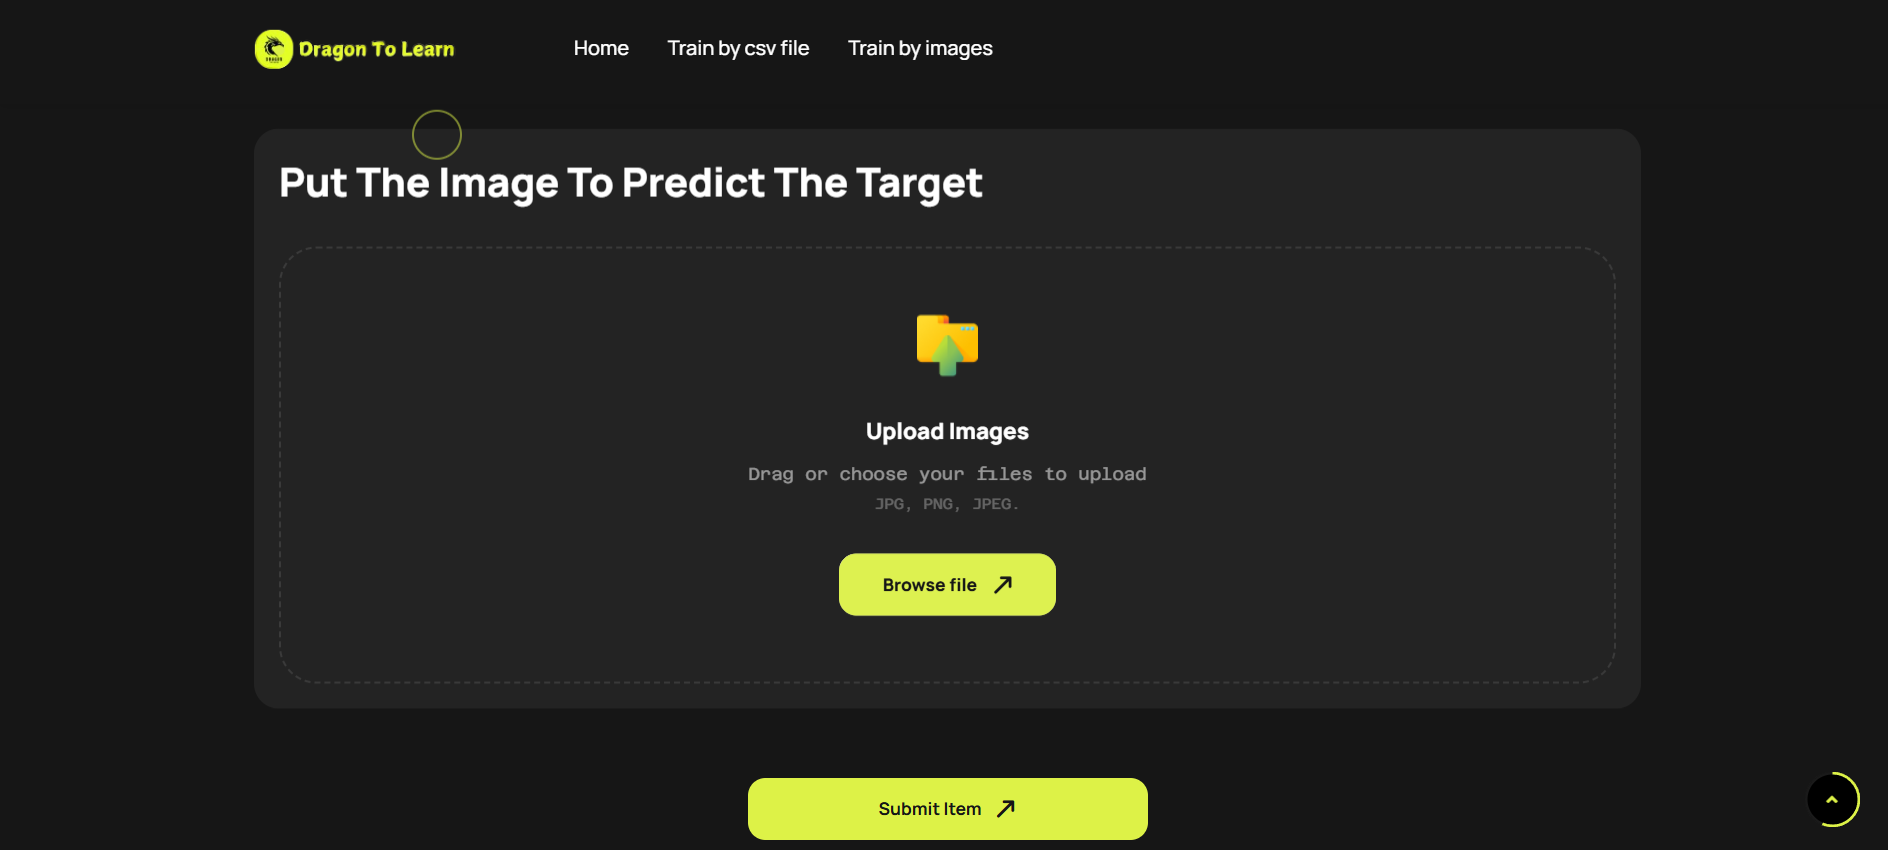 Dragon To Learn
Home
Train by csv file
Train by images
Put The Image To Predict The Target
Upload Images
Drag or choose your files to upload
JPG, PNG, JPEG.
Browse file
Submit Item